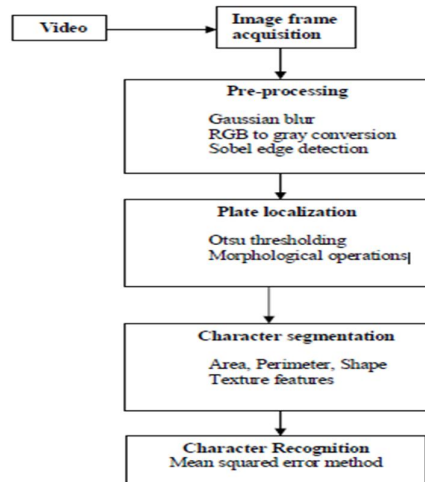 Video
Image frame
acquisition
Pre-processing
Gaussian blur
RGB to gray conversion
Sobel edge detection
Plate localization
Otsu thresholding
Morphological operations
Character segmentation
Area, Perimeter, Shape
Texture features
Character Recognition
Mean squared error method